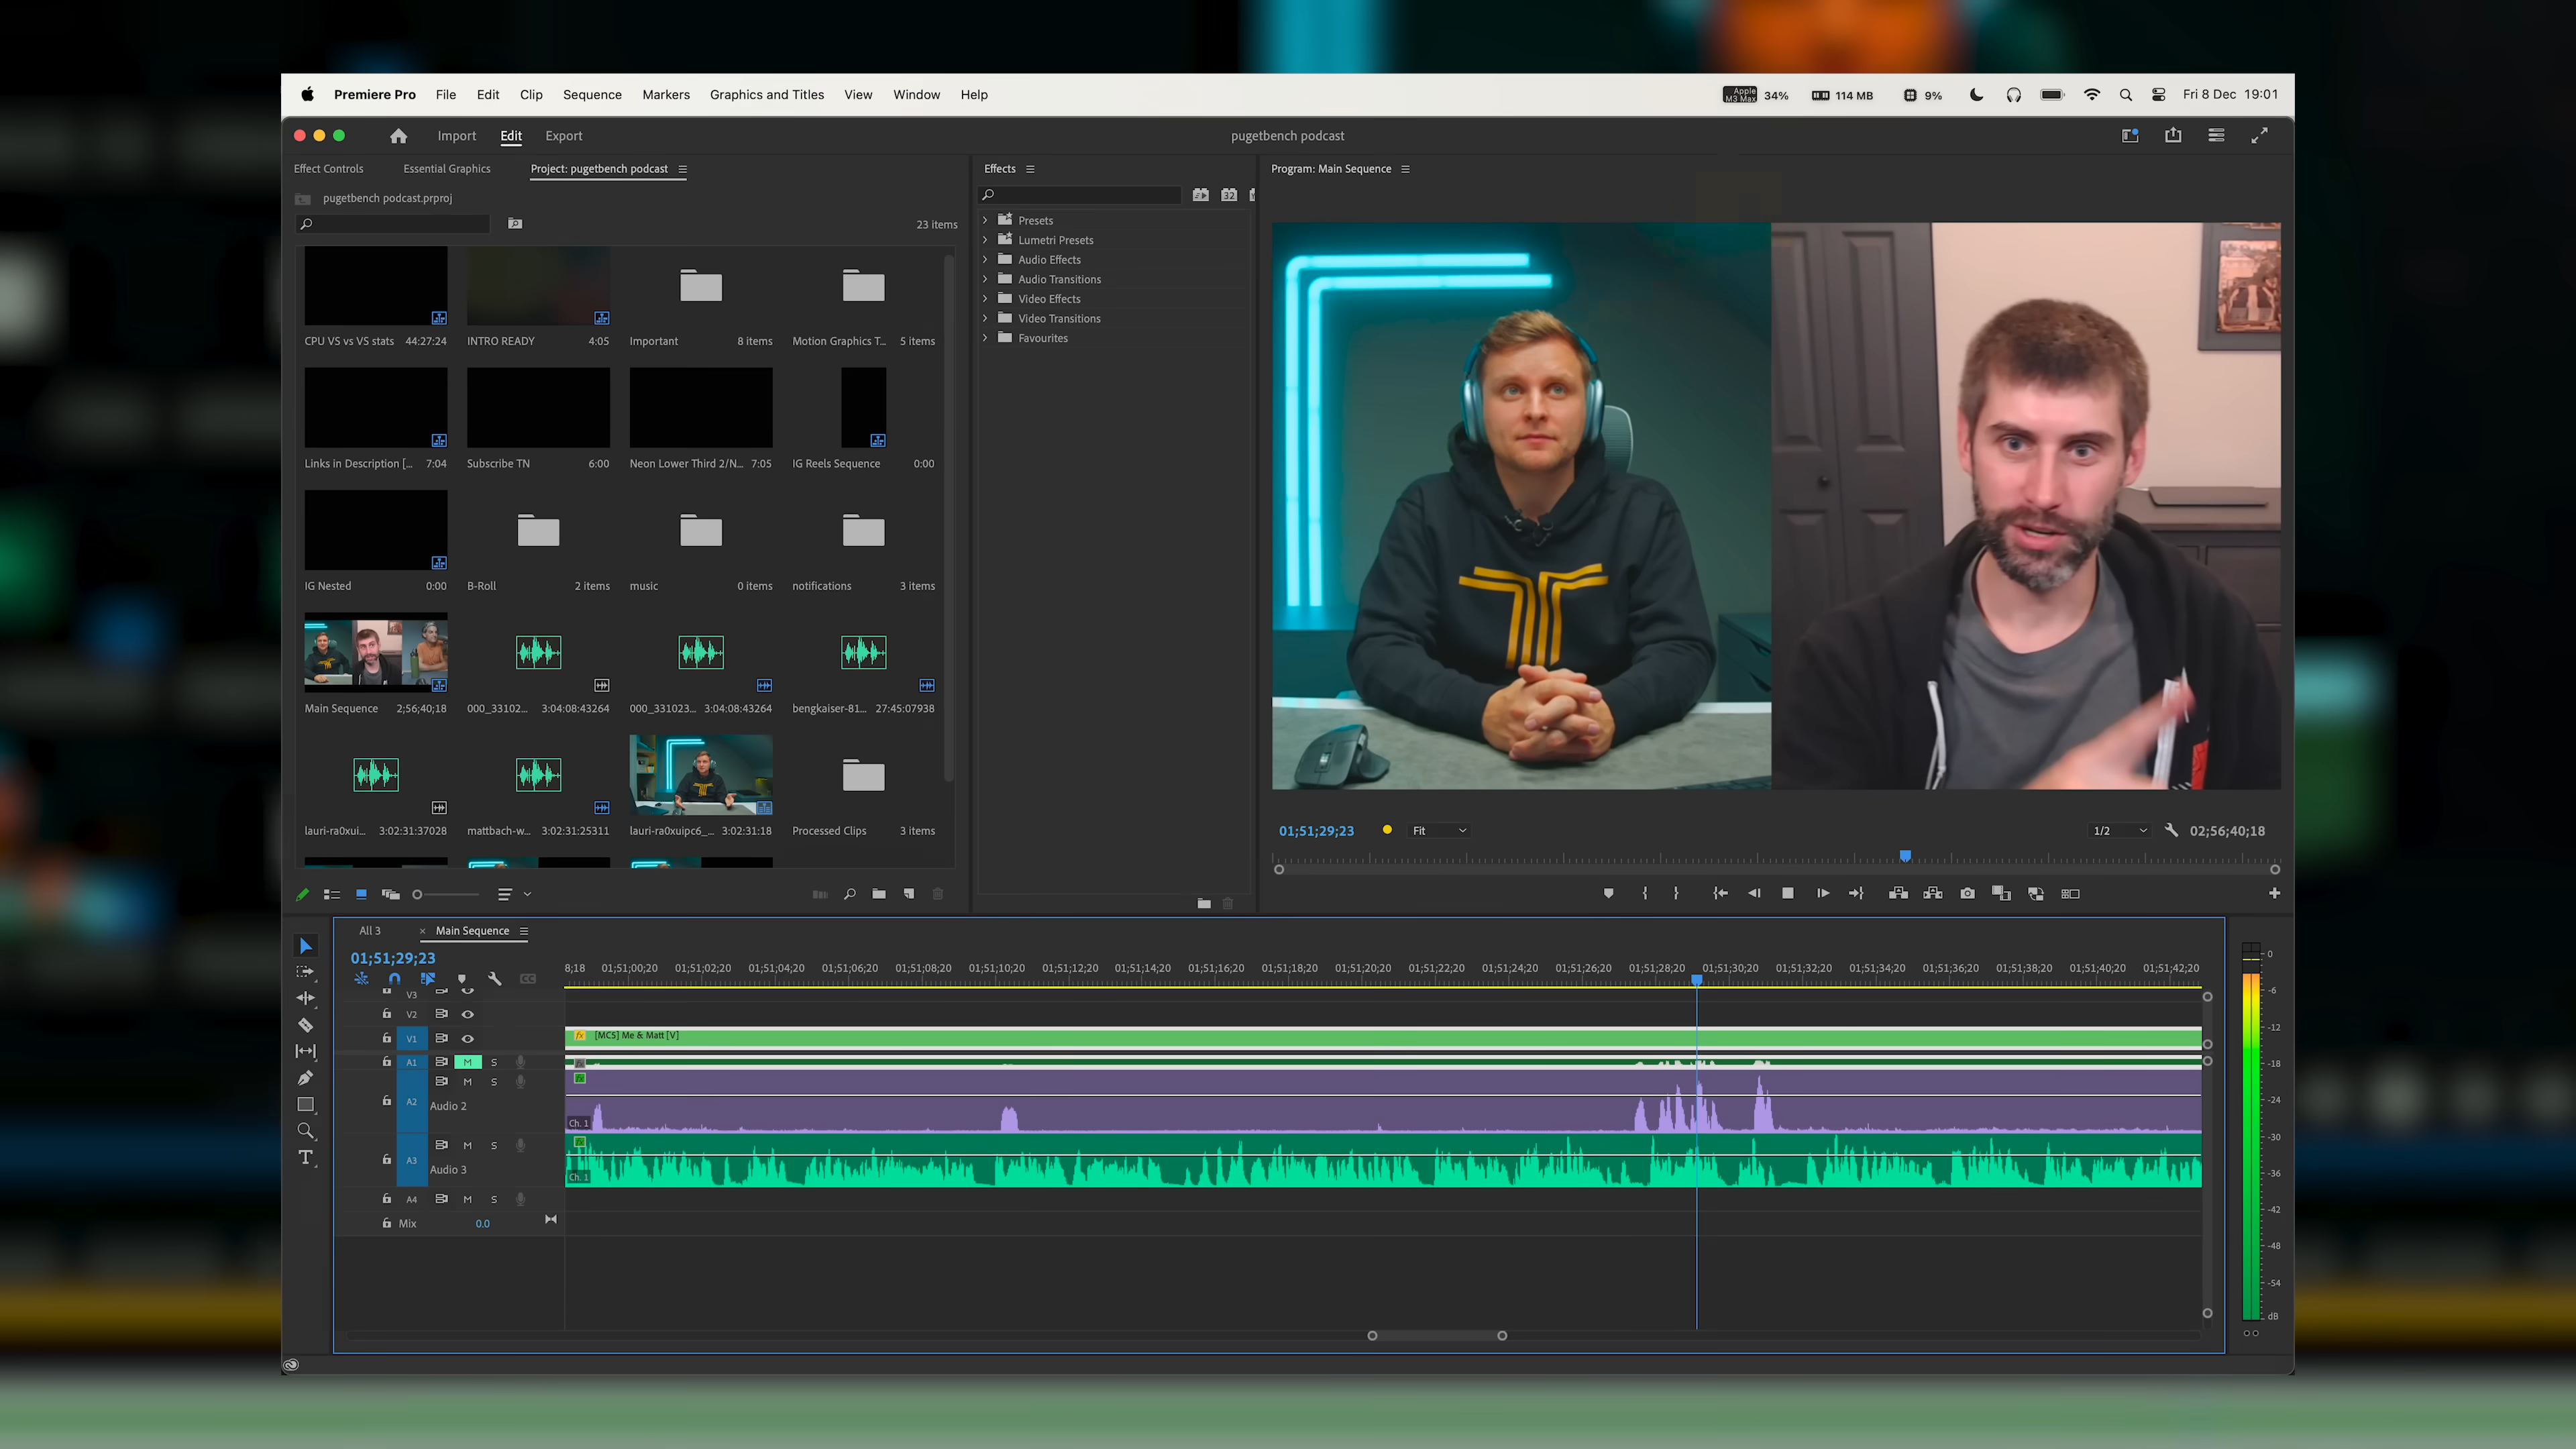 Premiere Pro File Edit Clip Sequence Markers Graphics and Titles View Window Help Apple M3 Max 34% 114 MB 9% Fri 8 Dec 19:01
Import Edit Export pugetbench podcast
Effect Controls Essential Graphics Project: pugetbench podcast
pugetbench podcast.prproj
23 items
CPU VS vs VS stats 44:27:24 INTRO READY 4:05 Important 8 items Motion Graphics T... 5 items
Links in Description [... 7:04 Subscribe TN 6:00 Neon Lower Third 2/N... 7:05 IG Reels Sequence 0:00
IG Nested 0:00 B-Roll 2 items music 0 items notifications 3 items
Main Sequence 2;56;40;18 000_33102... 3:04:08:43264 000_331023... 3:04:08:43264 bengkaiser-81... 27:45:07938
lauri-ra0xui... 3:02:31:37028 mattbach-w... 3:02:31:25311 lauri-ra0xuipc6_... 3:02:31:18 Processed Clips 3 items
Effects
32
Presets
Lumetri Presets
Audio Effects
Audio Transitions
Video Effects
Video Transitions
Favourites
Program: Main Sequence
01;51;29;23 Fit 1/2 02;56;40;18
All 3 × Main Sequence
01;51;29;23
8;18 01;51;00;20 01;51;02;20 01;51;04;20 01;51;06;20 01;51;08;20 01;51;10;20 01;51;12;20 01;51;14;20 01;51;16;20 01;51;18;20 01;51;20;20 01;51;22;20 01;51;24;20 01;51;26;20 01;51;28;20 01;51;30;20 01;51;32;20 01;51;34;20 01;51;36;20 01;51;38;20 01;51;40;20 01;51;42;20
CC
V3
V2
V1 [MC5] Me & Matt [V]
A1 M S fx
M S fx
A2
Audio 2 Ch. 1
M S fx
A3
Audio 3 Ch. 1
A4 M S
Mix 0.0
0
-6
-12
-18
-24
-30
-36
-42
-48
-54
dB